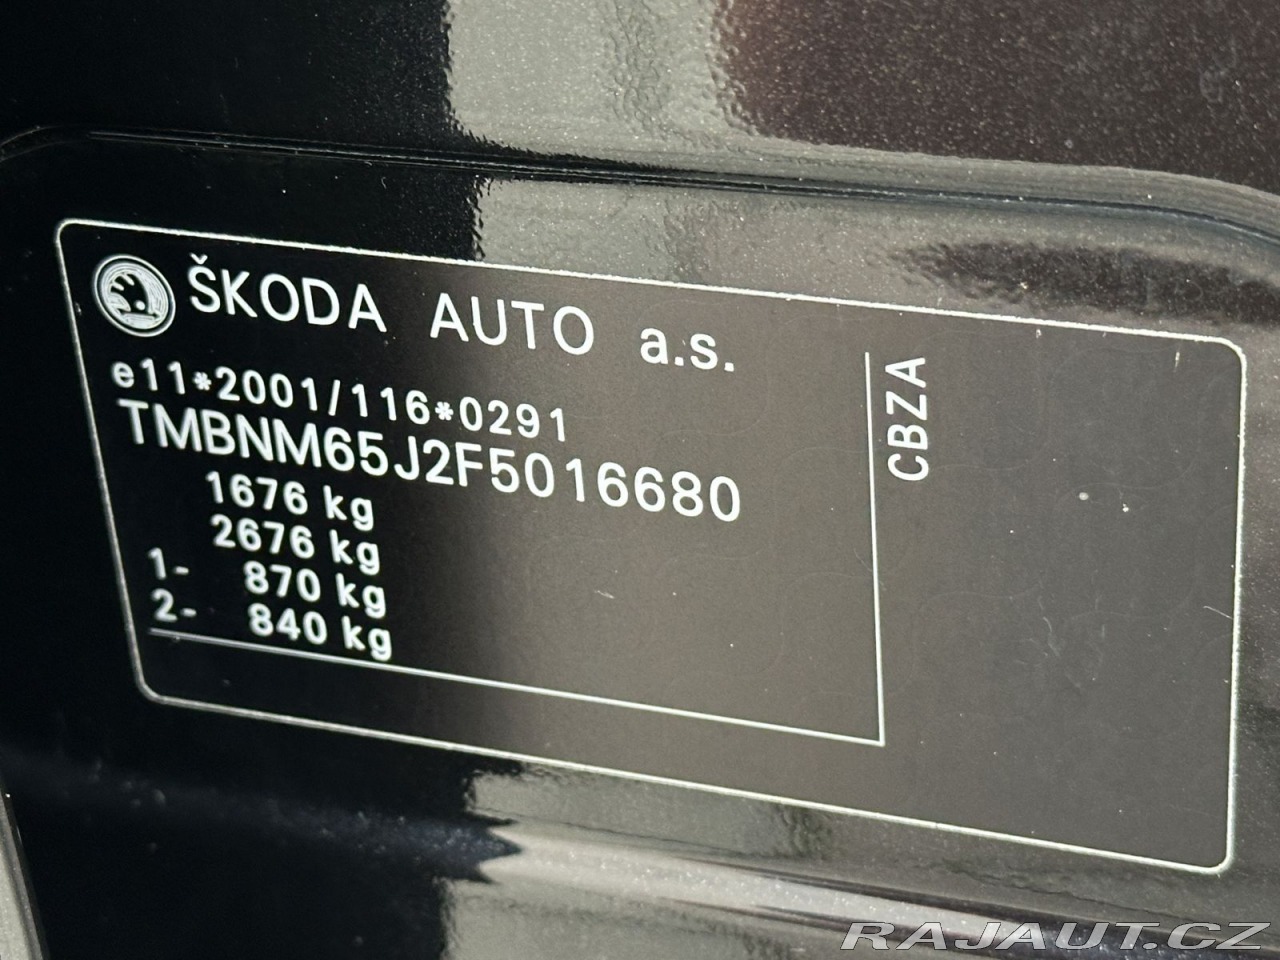 ŠKODA AUTO a.s.
e11*2001/116*0291
TMBNM65J2F5016680
1676 kg
2676 kg
1- 870 kg
2- 840 kg
CBZA
RAJAUT.CZ